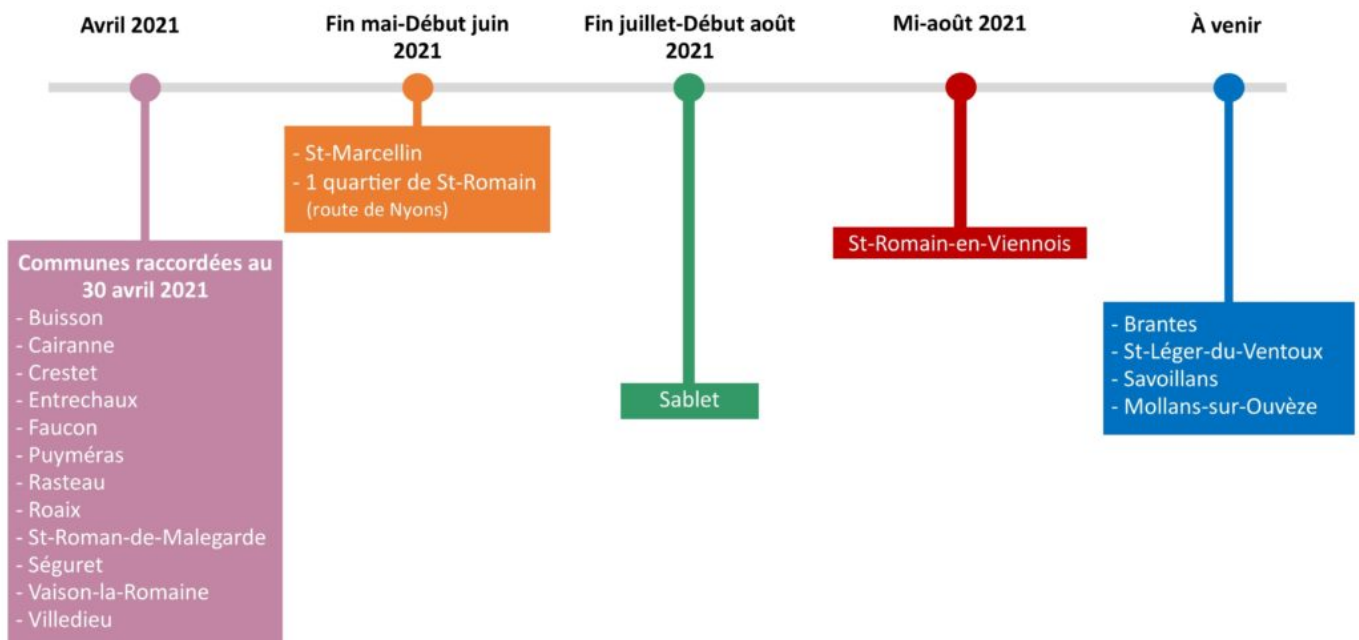 Avril 2021
Fin mai-Début juin
2021
Fin juillet-Début août
2021
Mi-août 2021
À venir
Communes raccordées au
30 avril 2021
- Buisson
- Cairanne
- Crestet
- Entrechaux
- Faucon
- Puyméras
- Rasteau
- Roaix
- St-Roman-de-Malegarde
- Séguret
- Vaison-la-Romaine
- Villedieu
- St-Marcellin
- 1 quartier de St-Romain
(route de Nyons)
Sablet
St-Romain-en-Viennois
- Brantes
- St-Léger-du-Ventoux
- Savoillans
- Mollans-sur-Ouvèze